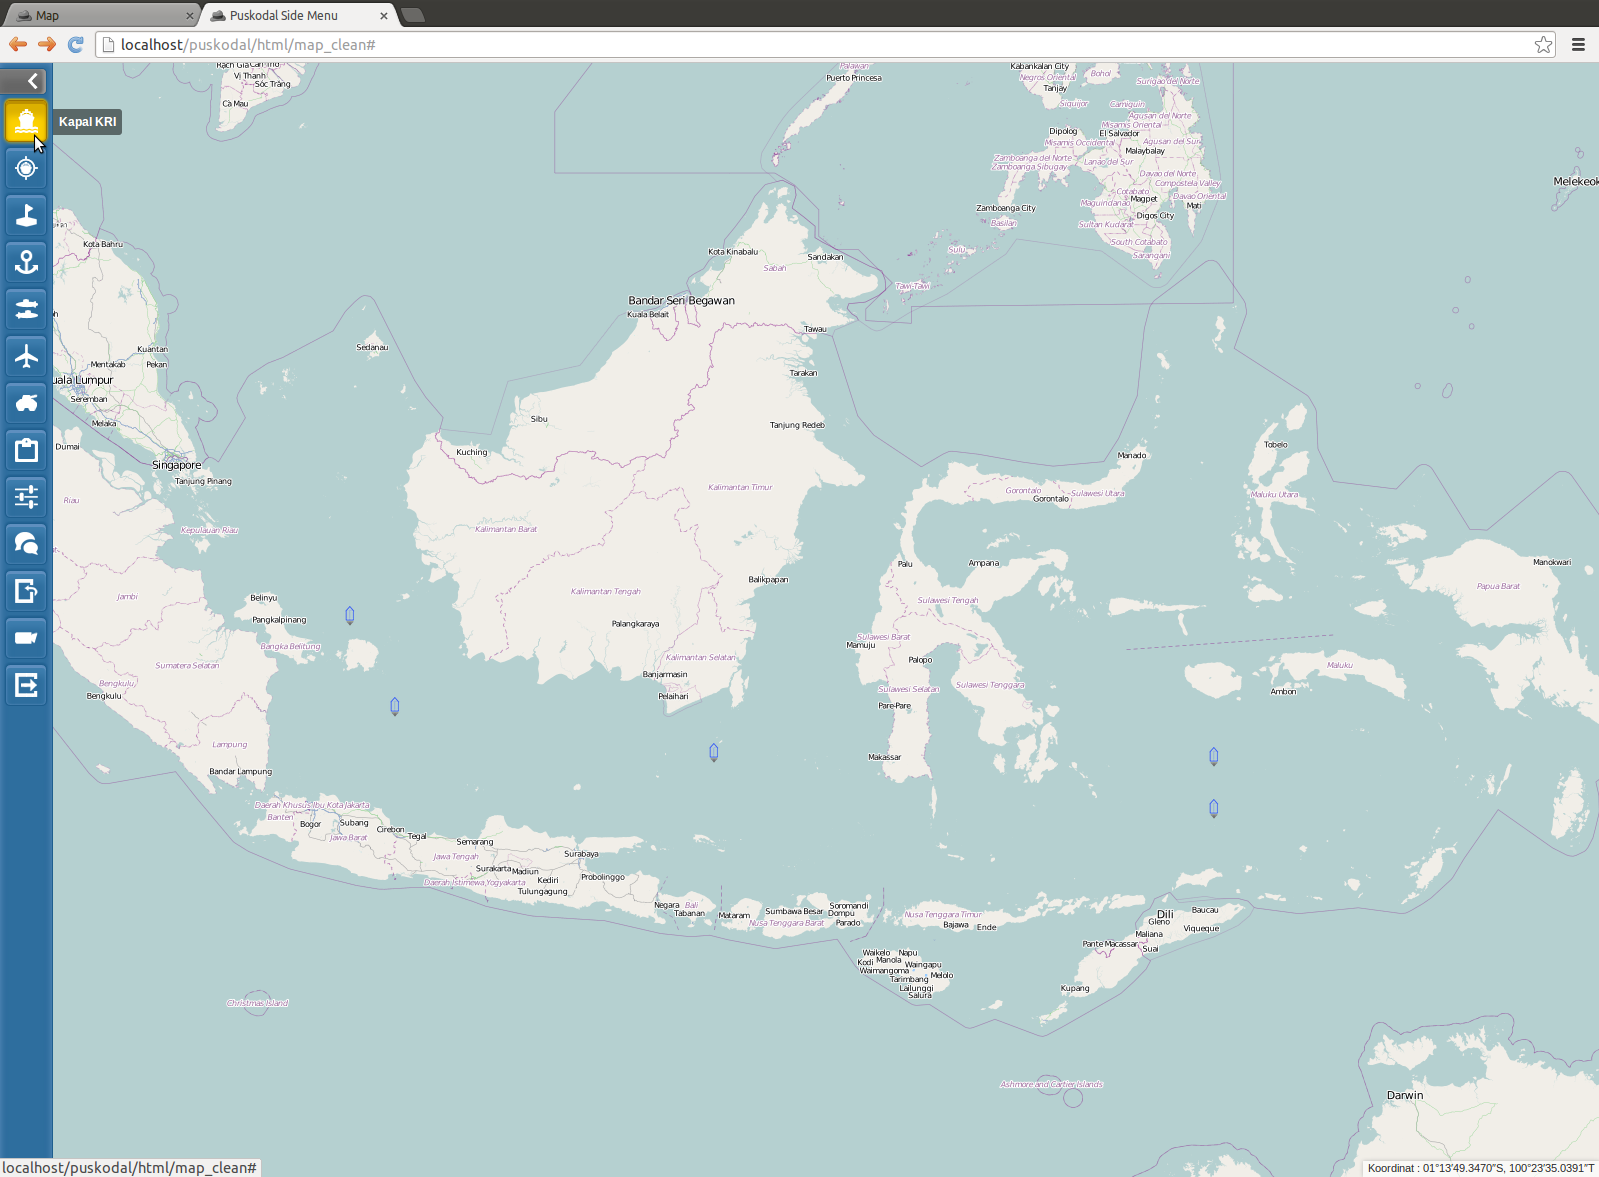 Map
Puskodal Side Menu
localhost/puskodal/html/map_clean#
Kapal KRI
Rach Gia
Can Tho
Vi Thanh
Sóc Trăng
Cà Mau
Palawan
Puerto Princesa
Kabankalan City
Negros Oriental
Bohol
Tanjay
Siquijor
Surigao del Norte
Camiguin
Agusan del Norte
Misamis Oriental
Dipolog
El Salvador
Misamis Occidental
Agusan del Sur
Malaybalay
Zamboanga del Norte
Lanao del Sur
Zamboanga Sibugay
Davao del Norte
Compostela Valley
Cotabato
Davao Oriental
Maguindanao
Magpet
Mati
Zamboanga City
Digos City
Basilan
Sultan Kudarat
South Cotabato
Sarangani
Melekeok
Kota Bahru
Kota Kinabalu
Sandakan
Sabah
Sulu
Tawi-Tawi
Bandar Seri Begawan
Kuala Belait
Tawau
Sedanau
Kuantan
Mentakab
Pekan
uala Lumpur
Tarakan
Seremban
Melaka
Sibu
Tanjung Redeb
Dumai
Kuching
Tobelo
Manado
Singapore
Tanjung Pinang
Riau
Kalimantan Timur
Gorontalo
Sulawesi Utara
Gorontalo
Maluku Utara
Kepulauan Riau
Kalimantan Barat
Palu
Ampana
Manokwari
Balikpapan
Papua Barat
Jambi
Belinyu
Kalimantan Tengah
Sulawesi Tengah
Pangkalpinang
Palangkaraya
Bangka Belitung
Sulawesi Barat
Mamuju
Sumatera Selatan
Kalimantan Selatan
Palopo
Maluku
Banjarmasin
Bengkulu
Sulawesi Selatan
Sulawesi Tenggara
Ambon
Bengkulu
Pelaihari
Pare-Pare
Lampung
Makassar
Bandar Lampung
Daerah Khusus Ibu Kota Jakarta
Banten
Bogor
Subang
Cirebon
Jawa Barat
Tegal
Semarang
Jawa Tengah
Surabaya
Surakarta
Madiun
Daerah Istimewa Yogyakarta
Kediri
Probolinggo
Tulungagung
Negara
Bali
Tabanan
Mataram
Sumbawa Besar
Soromandi
Dompu
Nusa Tenggara Barat
Parado
Nusa Tenggara Timur
Bajawa
Ende
Dili
Baucau
Gleno
Viqueque
Maliana
Pante Macassar
Suai
Waikelo
Napu
Kodi
Manola
Waingapu
Waimangoma
Melolo
Tarimbang
Lailunggi
Salura
Kupang
Christmas Island
Ashmore and Cartier Islands
Darwin
localhost/puskodal/html/map_clean#
Koordinat : 01°13'49.3470"S, 100°23'35.0391"T